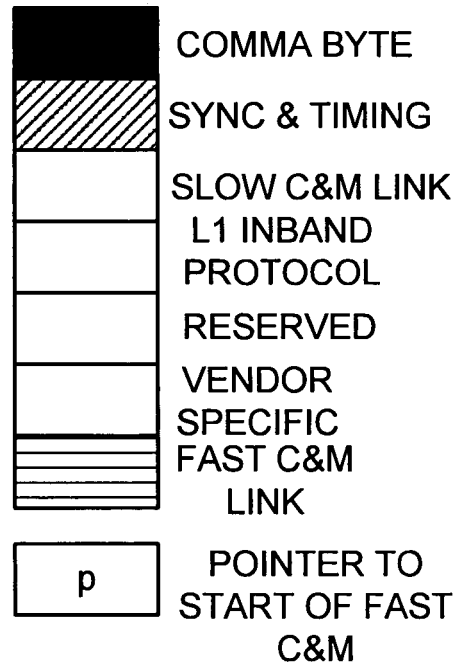 COMMA BYTE
SYNC & TIMING
SLOW C&M LINK
L1 INBAND
PROTOCOL
RESERVED
VENDOR
SPECIFIC
FAST C&M
LINK
p
POINTER TO
START OF FAST
C&M